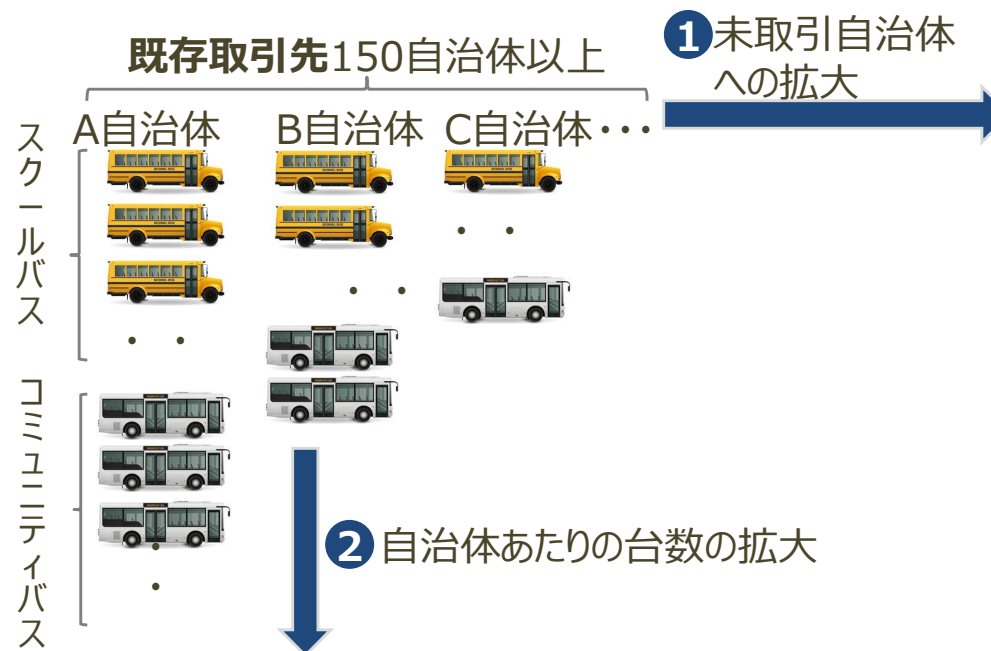 既存取引先150自治体以上
❶未取引自治体
への拡大
A自治体
B自治体
C自治体・・・
スクールバス
コミュニティバス
❷自治体あたりの台数の拡大